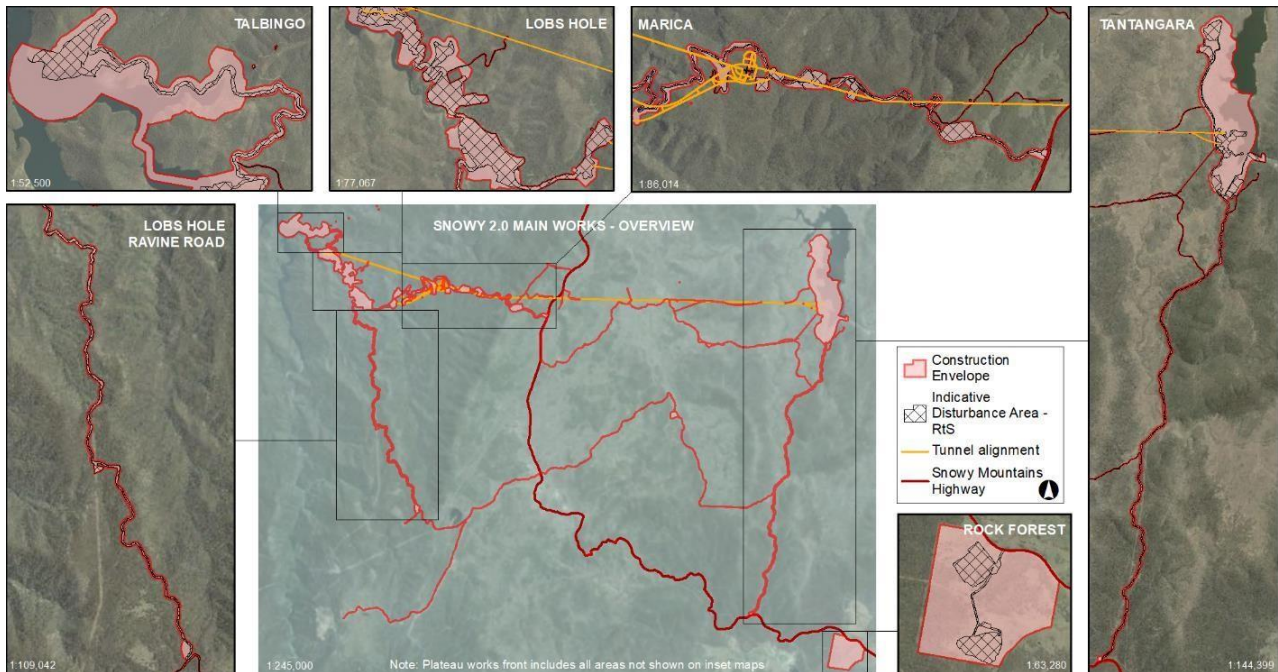 TALBINGO
1:52,500
LOBS HOLE
1:77,067
MARICA
1:86,014
TANTANGARA
1:144,399
LOBS HOLE
RAVINE ROAD
1:109,042
SNOWY 2.0 MAIN WORKS - OVERVIEW
1:245,000
Note: Plateau works front includes all areas not shown on inset maps
Construction
Envelope
Indicative
Disturbance Area -
RtS
Tunnel alignment
Snowy Mountains
Highway
ROCK FOREST
1:63,280